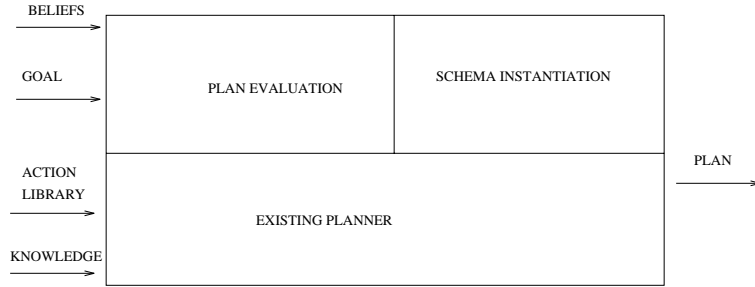 BELIEFS
GOAL
PLAN EVALUATION
SCHEMA INSTANTIATION
ACTION
LIBRARY
PLAN
EXISTING PLANNER
KNOWLEDGE